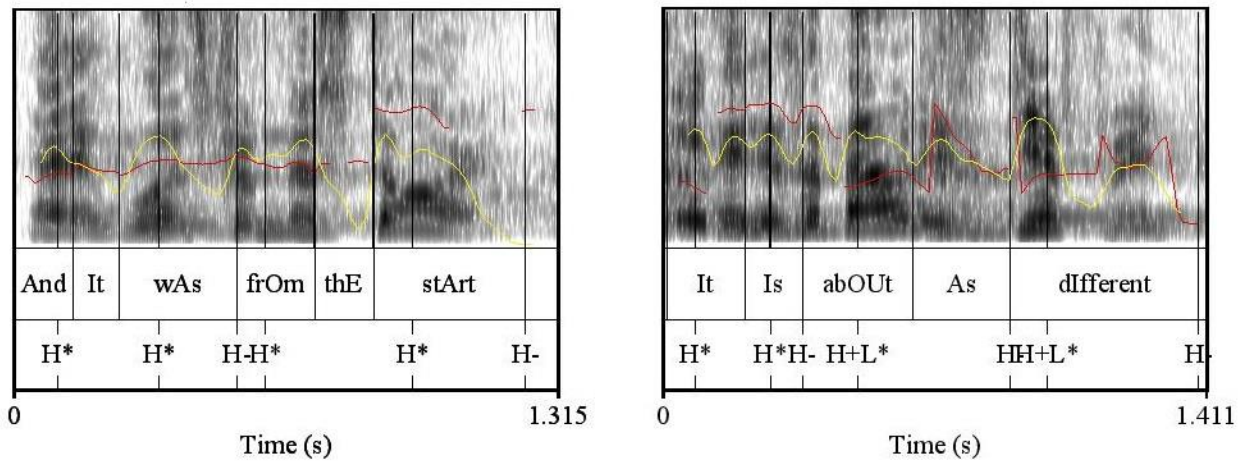 And It wAs frOm thE stArt
H* H* H-H* H* H-
0 1.315
Time (s)
It Is abOUt As dIfferent
H* H*H- H+L* H+L* H-
0 1.411
Time (s)